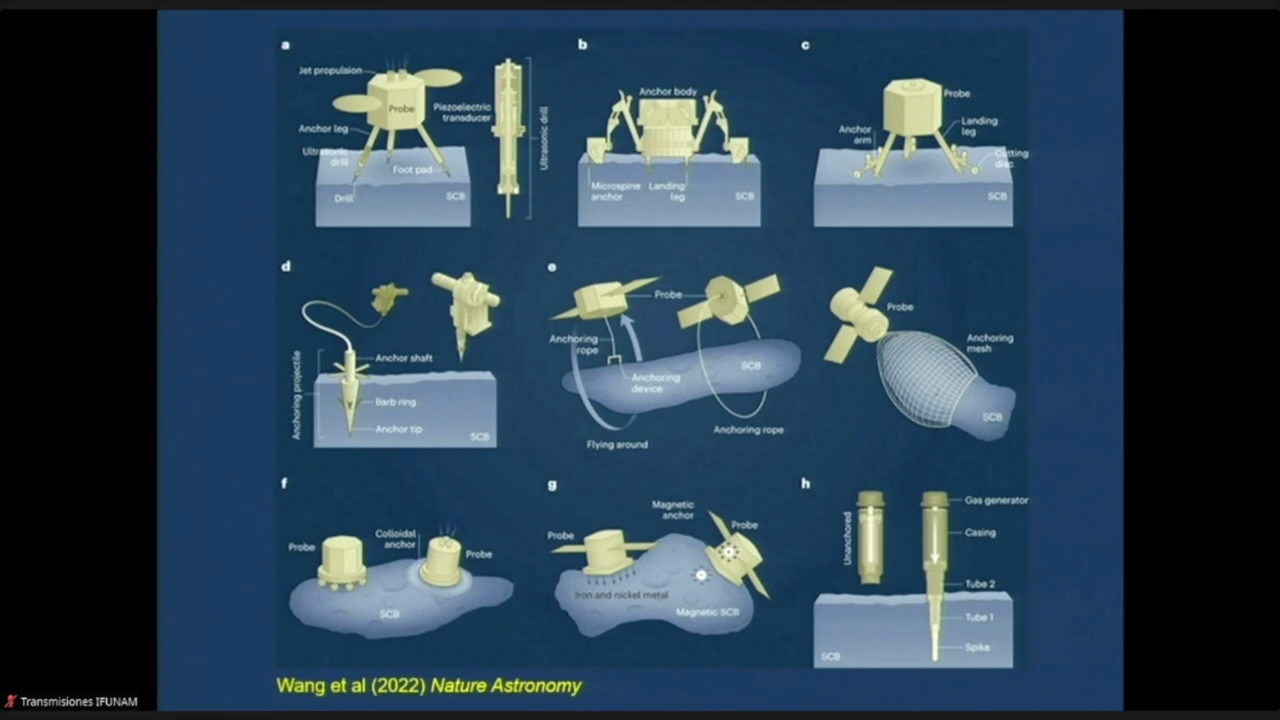 a
Jet propulsion
Probe
Piezoelectric
transducer
Anchor leg
Ultrasonic
drill
Foot pad
Drill
SCB
Ultrasonic drill
b
Anchor body
Microspine
anchor
Landing
leg
SCB
c
Probe
Anchor
arm
Landing
leg
Cutting
disc
SCB
d
Anchoring projectile
Anchor shaft
Barb ring
Anchor tip
SCB
e
Probe
Anchoring
rope
Anchoring
device
SCB
Flying around
Anchoring rope
Probe
Anchoring
mesh
SCB
f
Probe
Colloidal
anchor
Probe
SCB
g
Probe
Magnetic
anchor
Probe
Iron and nickel metal
Magnetic SCB
h
Unanchored
Gas generator
Casing
Tube 2
Tube 1
Spike
SCB
Wang et al (2022) Nature Astronomy
Transmisiones IFUNAM